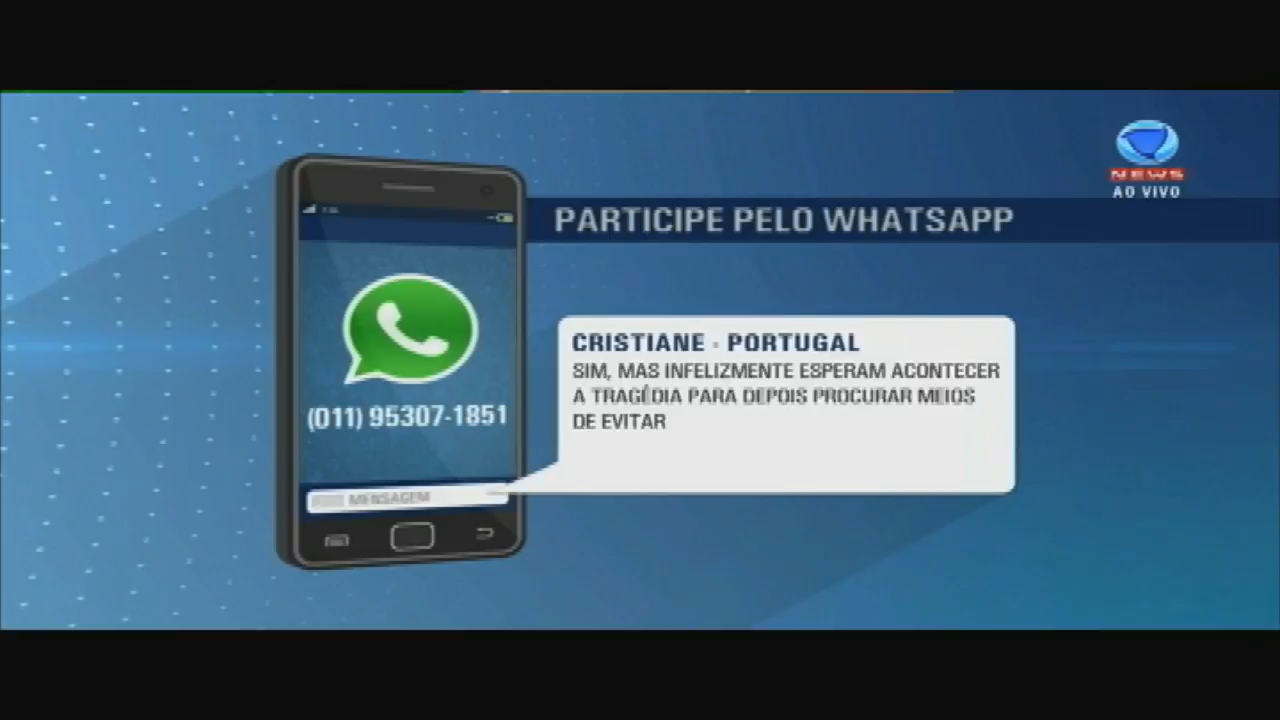 NEWS
AO VIVO
PARTICIPE PELO WHATSAPP
CRISTIANE - PORTUGAL
SIM, MAS INFELIZMENTE ESPERAM ACONTECER
A TRAGÉDIA PARA DEPOIS PROCURAR MEIOS
DE EVITAR
(011) 95307-1851
MENSAGEM